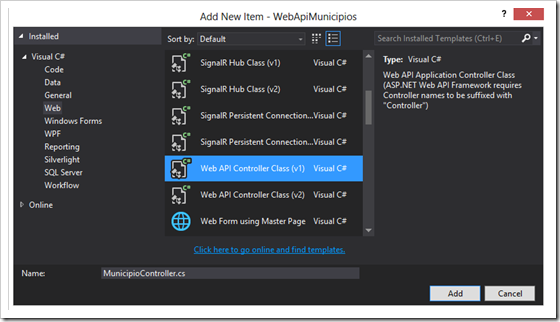 Add New Item - WebApiMunicipios
? ×
Installed
Sort by: Default
Search Installed Templates (Ctrl+E)
Visual C#
Code
Data
General
Web
Windows Forms
WPF
Reporting
Silverlight
SQL Server
Workflow
Online
SignalR Hub Class (v1) Visual C#
SignalR Hub Class (v2) Visual C#
SignalR Persistent Connection... Visual C#
SignalR Persistent Connection... Visual C#
Web API Controller Class (v1) Visual C#
Web API Controller Class (v2) Visual C#
Web Form using Master Page Visual C#
Click here to go online and find templates.
Type: Visual C#
Web API Application Controller Class
(ASP.NET Web API Framework requires
Controller names to be suffixed with
"Controller")
Name: MunicipioController.cs
Add Cancel